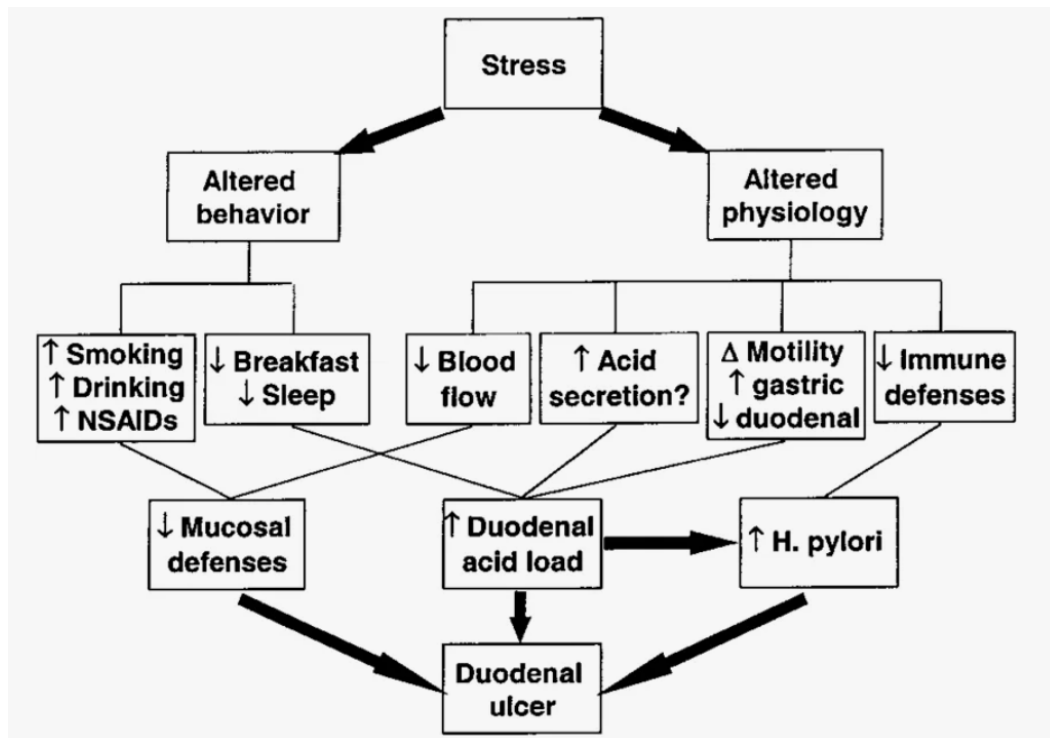 Stress
Altered
behavior
Altered
physiology
↑ Smoking
↑ Drinking
↑ NSAIDs
↓ Breakfast
↓ Sleep
↓ Blood
flow
↑ Acid
secretion?
Δ Motility
↑ gastric
↓ duodenal
↓ Immune
defenses
↓ Mucosal
defenses
↑ Duodenal
acid load
↑ H. pylori
Duodenal
ulcer